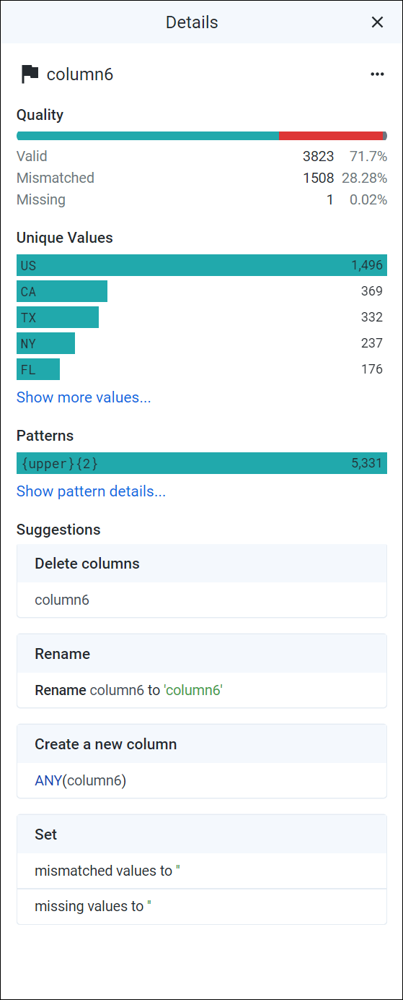 Details
column6
Quality
Valid 3823 71.7%
Mismatched 1508 28.28%
Missing 1 0.02%
Unique Values
US 1,496
CA 369
TX 332
NY 237
FL 176
Show more values...
Patterns
{upper}{2} 5,331
Show pattern details...
Suggestions
Delete columns
column6
Rename
Rename column6 to 'column6'
Create a new column
ANY(column6)
Set
mismatched values to ''
missing values to ''